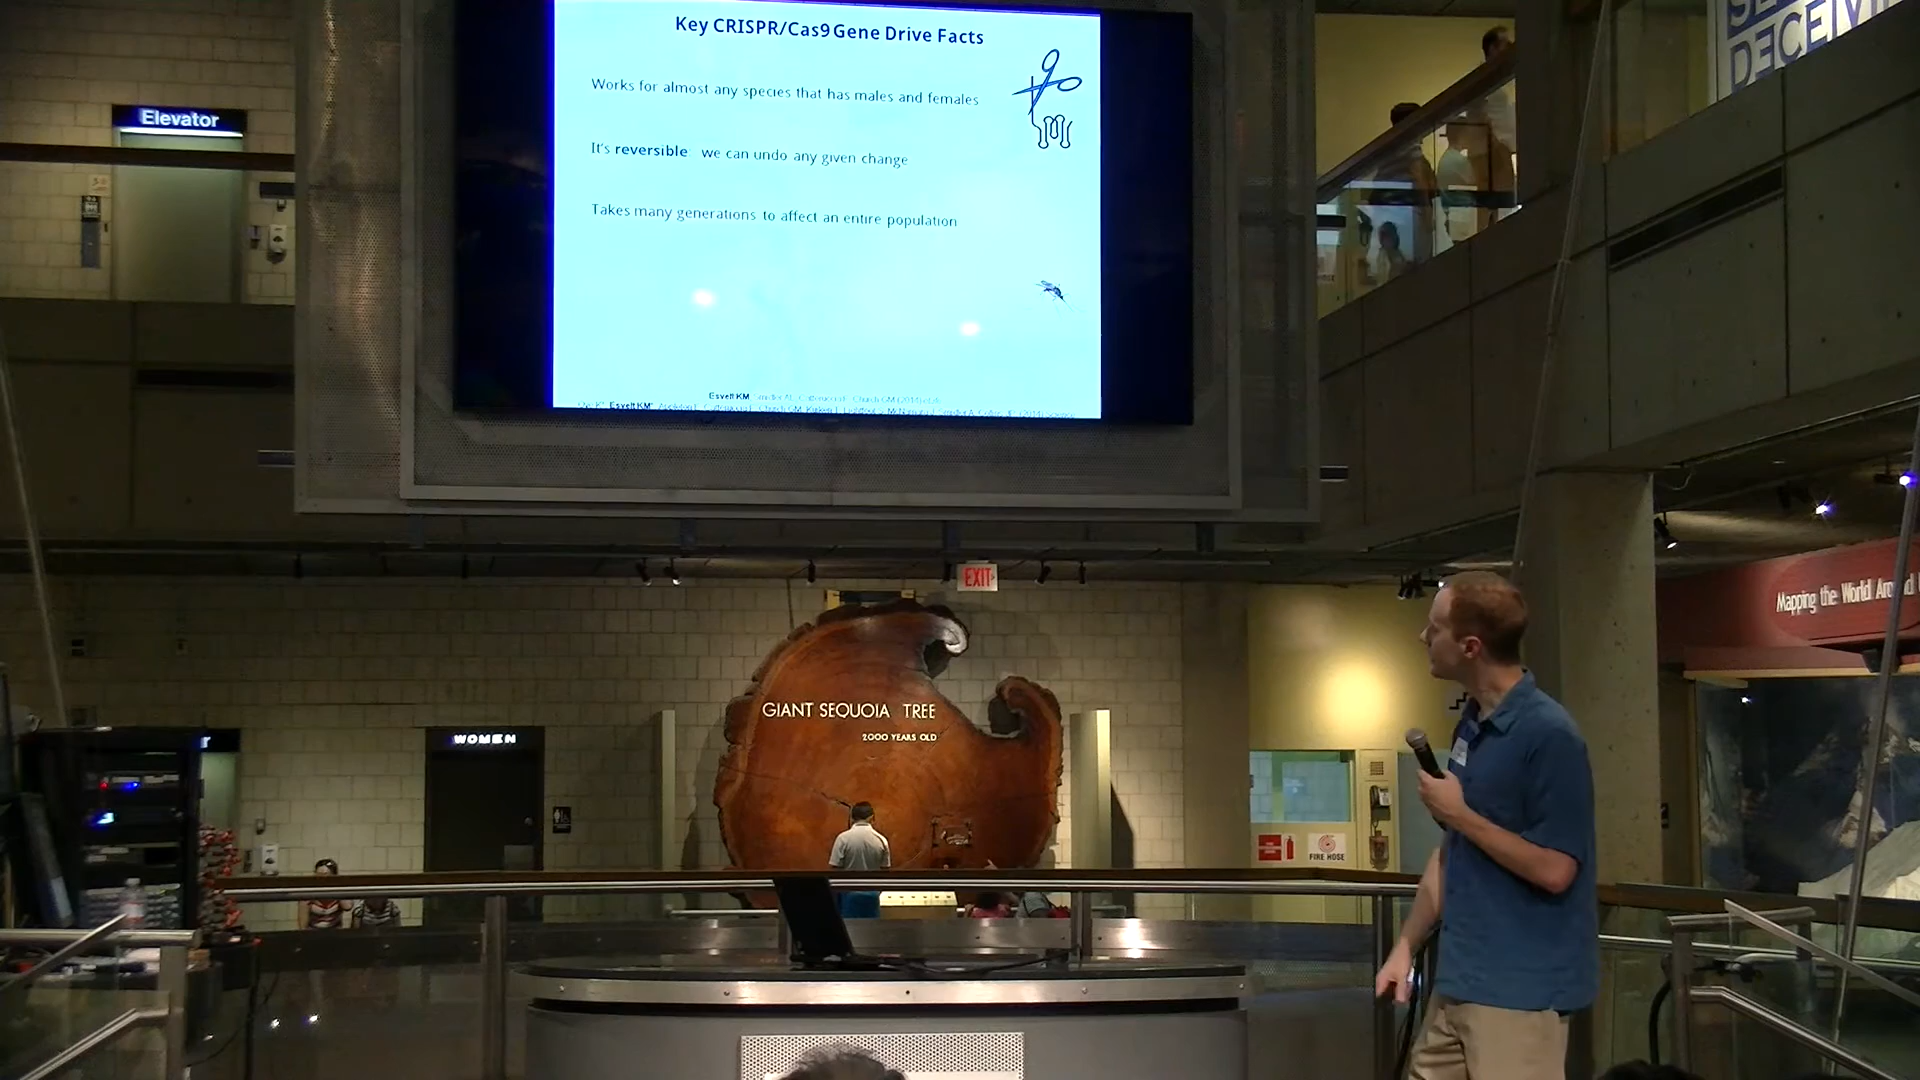 Key CRISPR/Cas9 Gene Drive Facts
Works for almost any species that has males and females
It's reversible: we can undo any given change
Takes many generations to affect an entire population
Esvelt KM
Esvelt KM
Elevator
DECEIVI
EXIT
GIANT SEQUOIA TREE
2000 YEARS OLD
WOMEN
Mapping the World
FIRE HOSE